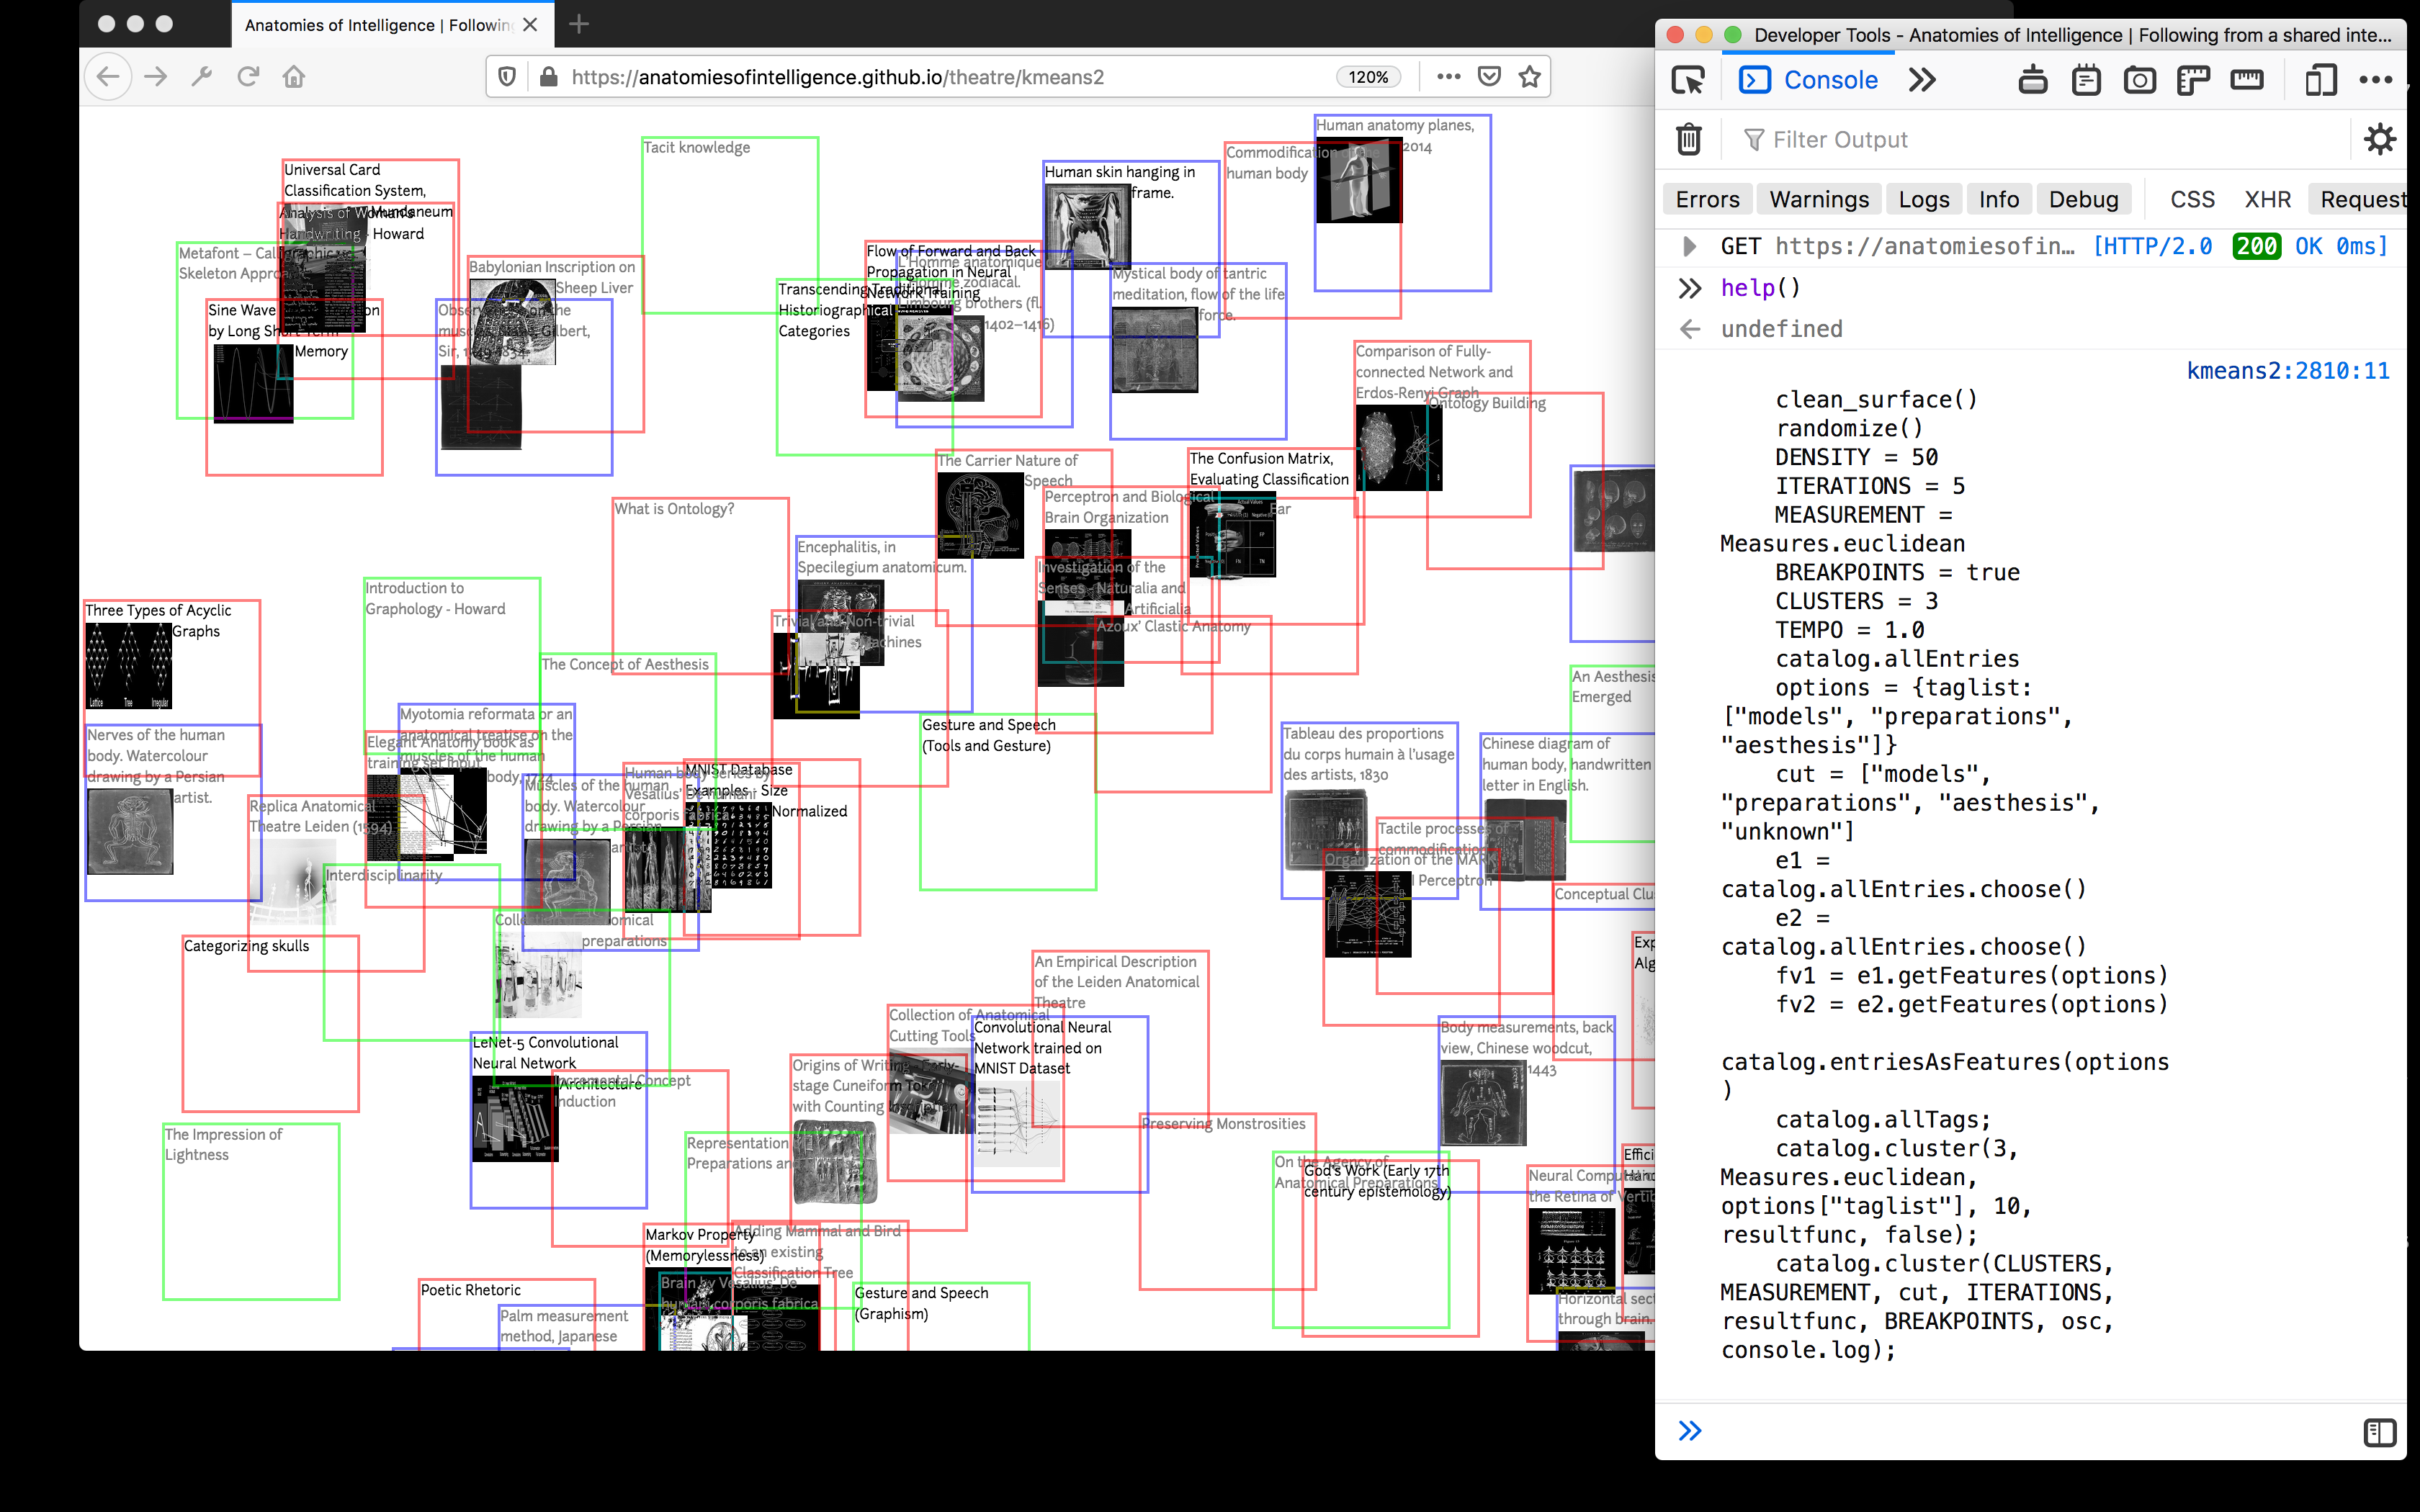 Anatomies of Intelligence | Following
https://anatomiesofintelligence.github.io/theatre/kmeans2
120%
Universal Card
Classification System,
Mundaneum
Analysis of Woman's
Handwriting - Howard
Metafont –
Skeleton
Sine Wave
by Long Short-Term
Memory
Babylonian Inscription on
Sheep Liver
Observations on the
Gilbert,
Tacit knowledge
Flow of Forward and Back
Propagation in Neural
Network Training
L'Homme anatomique
zodiacal.
Limbourg brothers (fl.
1402–1416)
Transcending Traditional
Historiographical
Categories
Human skin hanging in
frame.
Mystical body of tantric
meditation, flow of the life
force.
Commodification of the
human body
Human anatomy planes,
2014
Comparison of Fully-
connected Network and
Erdos-Renyi Graph
Ontology Building
The Carrier Nature of
Speech
The Confusion Matrix,
Evaluating Classification
Ear
Perceptron and Biological
Brain Organization
Investigation of the
Senses - Naturalia and
Artificialia
Azoux' Clastic Anatomy
What is Ontology?
Encephalitis, in
Specilegium anatomicum.
Trivial and Non-trivial
Machines
Introduction to
Graphology - Howard
Three Types of Acyclic
Graphs
Lattice Tree Irregular
The Concept of Aesthesis
Nerves of the human
body. Watercolour
drawing by a Persian
artist.
Myotomia reformata or an
anatomical treatise on the
muscles of the human
body, 1724
Elegant Anatomy book as
training set input
Replica Anatomical
Theatre Leiden (1594)
Interdisciplinarity
Muscles of the human
body. Watercolour
drawing by a Persian
artist
Human body series by
Vesalius' De humani
corporis fabrica
MNIST Database
Examples - Size
Normalized
Gesture and Speech
(Tools and Gesture)
Tableau des proportions
du corps humain à l'usage
des artists, 1830
Chinese diagram of
human body, handwritten
letter in English.
An Aesthesis
Emerged
Tactile processes of
commodification
Organization of the MARK
I Perceptron
Conceptual Clu
Exp
Alg
Categorizing skulls
preparations
An Empirical Description
of the Leiden Anatomical
Theatre
Collection of Anatomical
Cutting Tools
Convolutional Neural
Network trained on
MNIST Dataset
LeNet-5 Convolutional
Neural Network
Architecture
Incremental Concept
Induction
Origins of Writing - Early-
stage Cuneiform Token
with Counting Inscription
Body measurements, back
view, Chinese woodcut,
1443
The Impression of
Lightness
Representation
Preparations
Preserving Monstrosities
On the Agency of
Anatomical Preparations
God's Work (Early 17th
century epistemology)
Neural Computation
the Retina of
Effici
Markov Property
(Memorylessness)
Adding Mammal and Bird
to an existing
Classification Tree
Brain by Vesalius' De
humani corporis fabrica
Gesture and Speech
(Graphism)
Poetic Rhetoric
Palm measurement
method, Japanese
Horizontal sect
through brain.
Developer Tools - Anatomies of Intelligence | Following from a shared inte...
Console
Filter Output
Errors Warnings Logs Info Debug CSS XHR Request
GET https://anatomiesofin... [HTTP/2.0 200 OK 0ms]
help()
undefined
kmeans2:2810:11
clean_surface()
randomize()
DENSITY = 50
ITERATIONS = 5
MEASUREMENT =
Measures.euclidean
BREAKPOINTS = true
CLUSTERS = 3
TEMPO = 1.0
catalog.allEntries
options = {taglist:
["models", "preparations",
"aesthesis"]}
cut = ["models",
"preparations", "aesthesis",
"unknown"]
e1 =
catalog.allEntries.choose()
e2 =
catalog.allEntries.choose()
fv1 = e1.getFeatures(options)
fv2 = e2.getFeatures(options)
catalog.entriesAsFeatures(options
)
catalog.allTags;
catalog.cluster(3,
Measures.euclidean,
options["taglist"], 10,
resultfunc, false);
catalog.cluster(CLUSTERS,
MEASUREMENT, cut, ITERATIONS,
resultfunc, BREAKPOINTS, osc,
console.log);